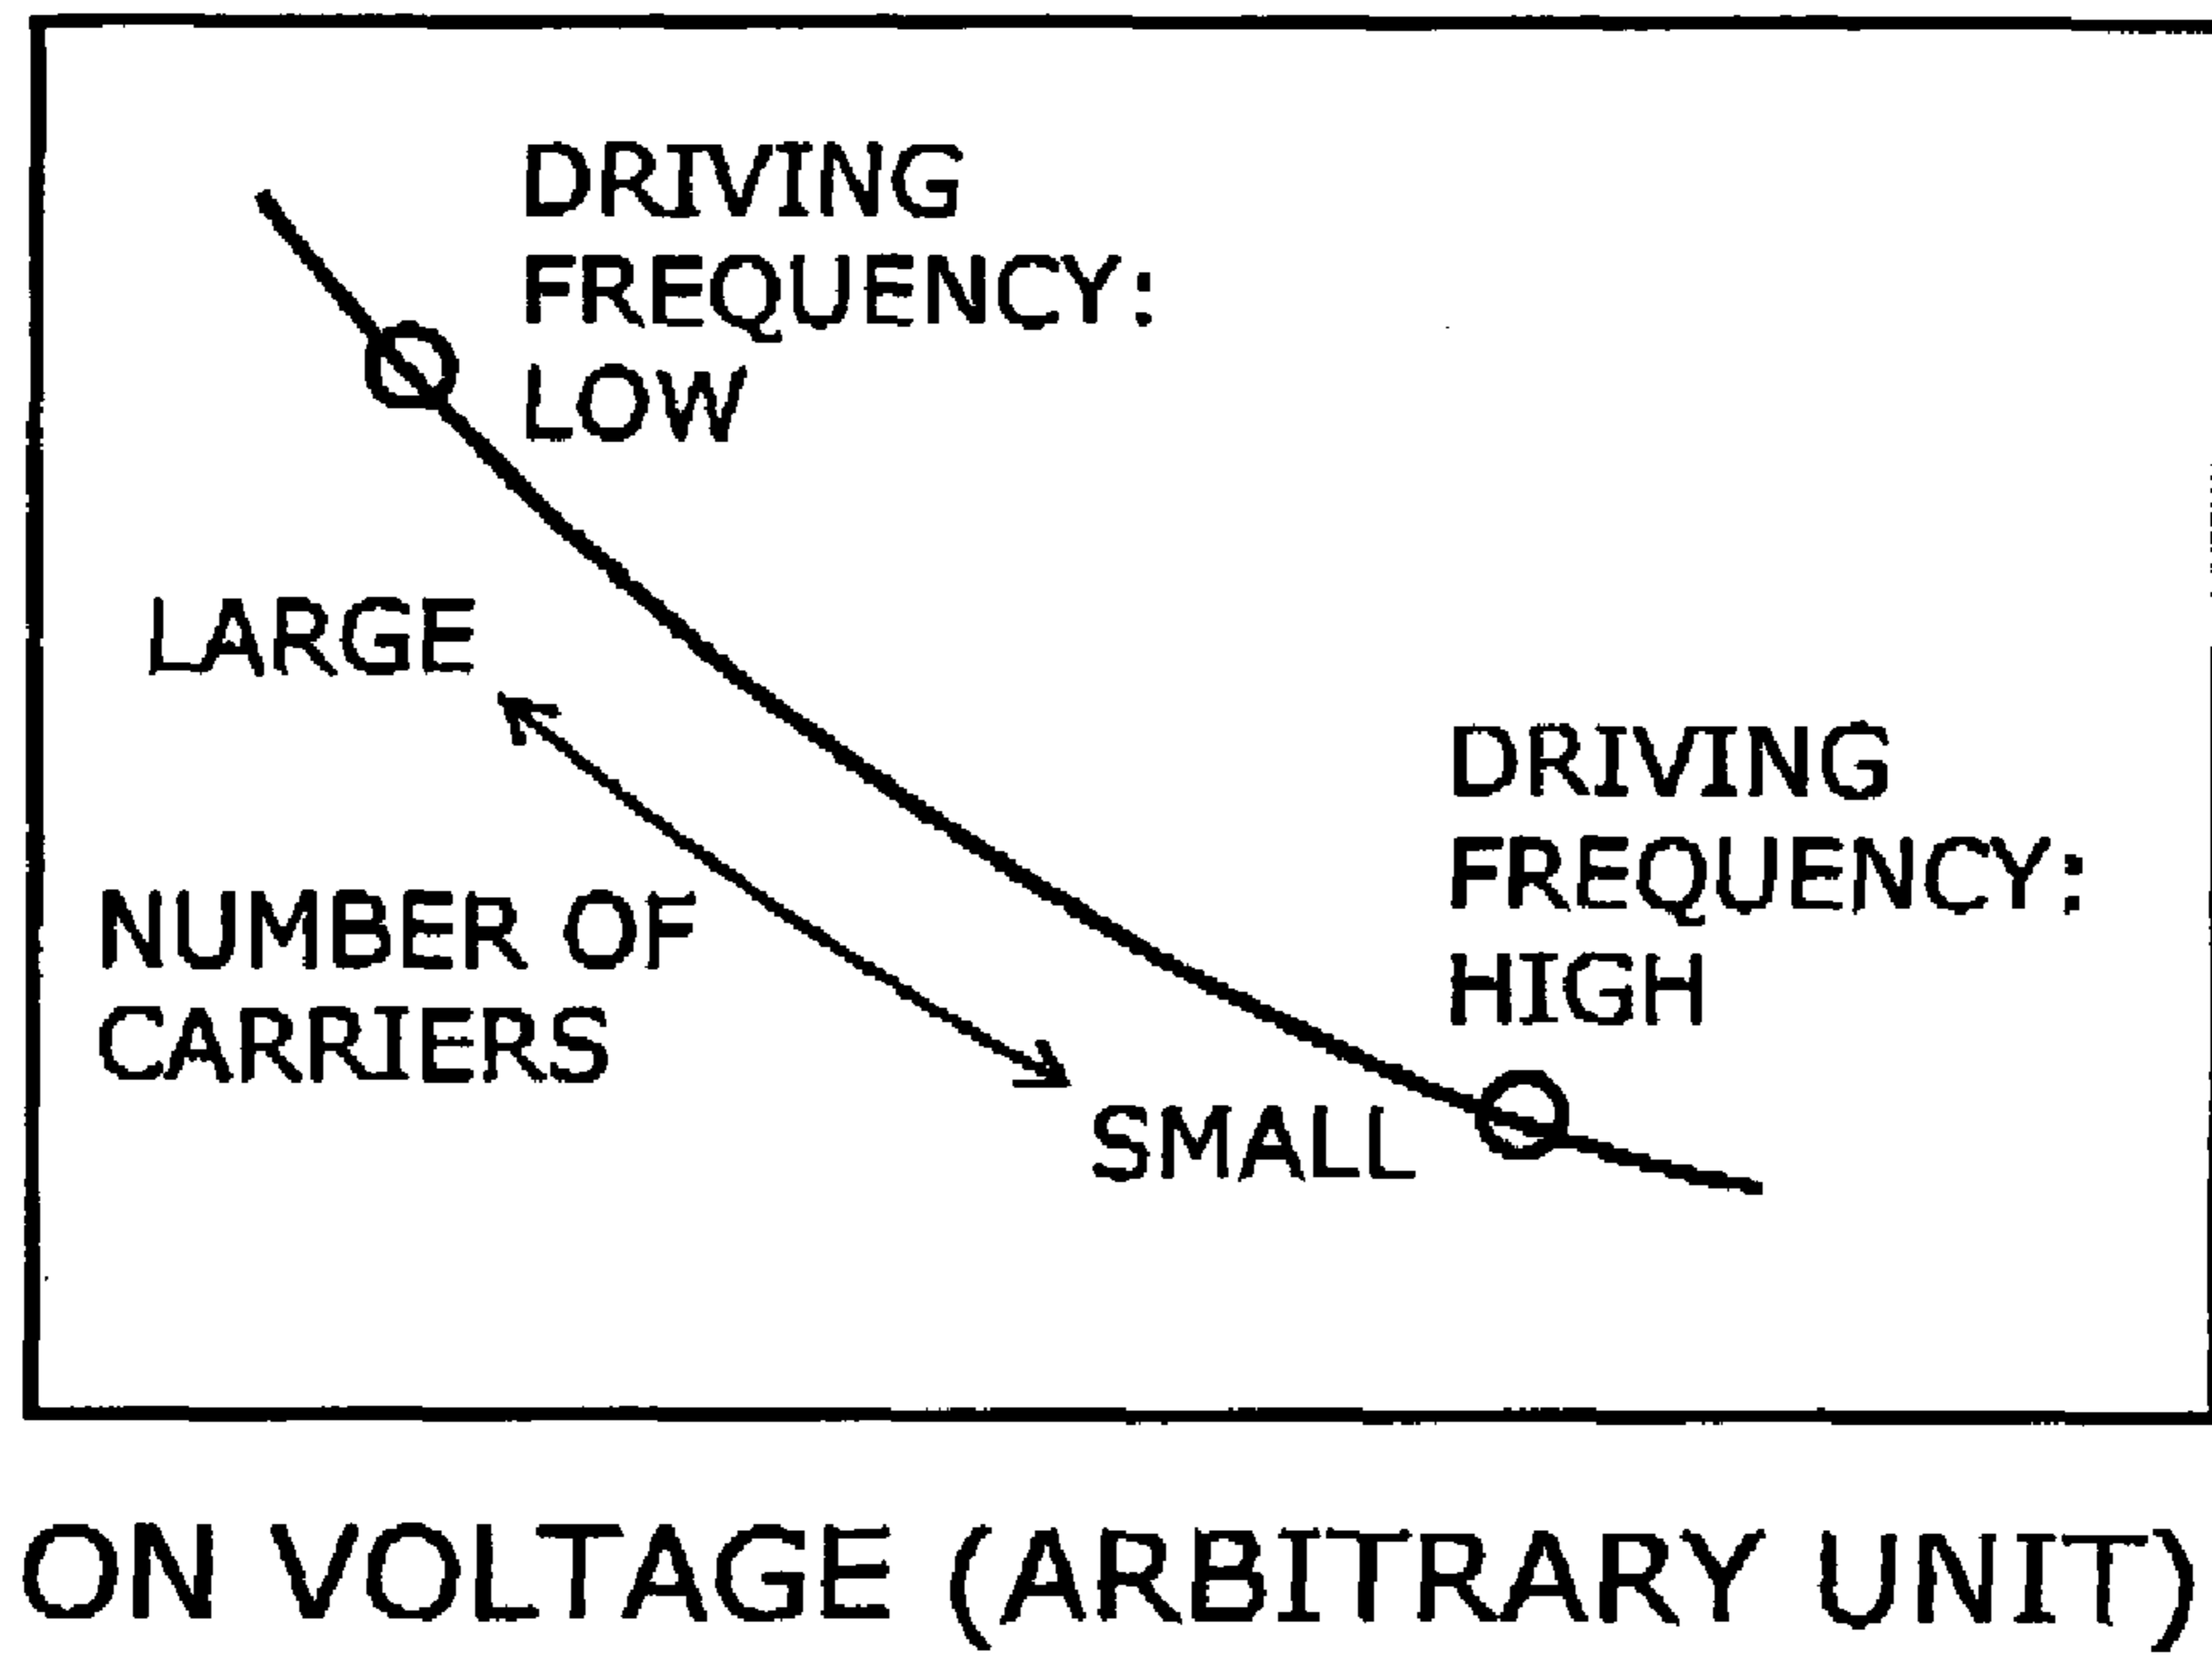 DRIVING
FREQUENCY:
LOW
LARGE
DRIVING
FREQUENCY:
HIGH
NUMBER OF
CARRIERS
SMALL
ON VOLTAGE (ARBITRARY UNIT)